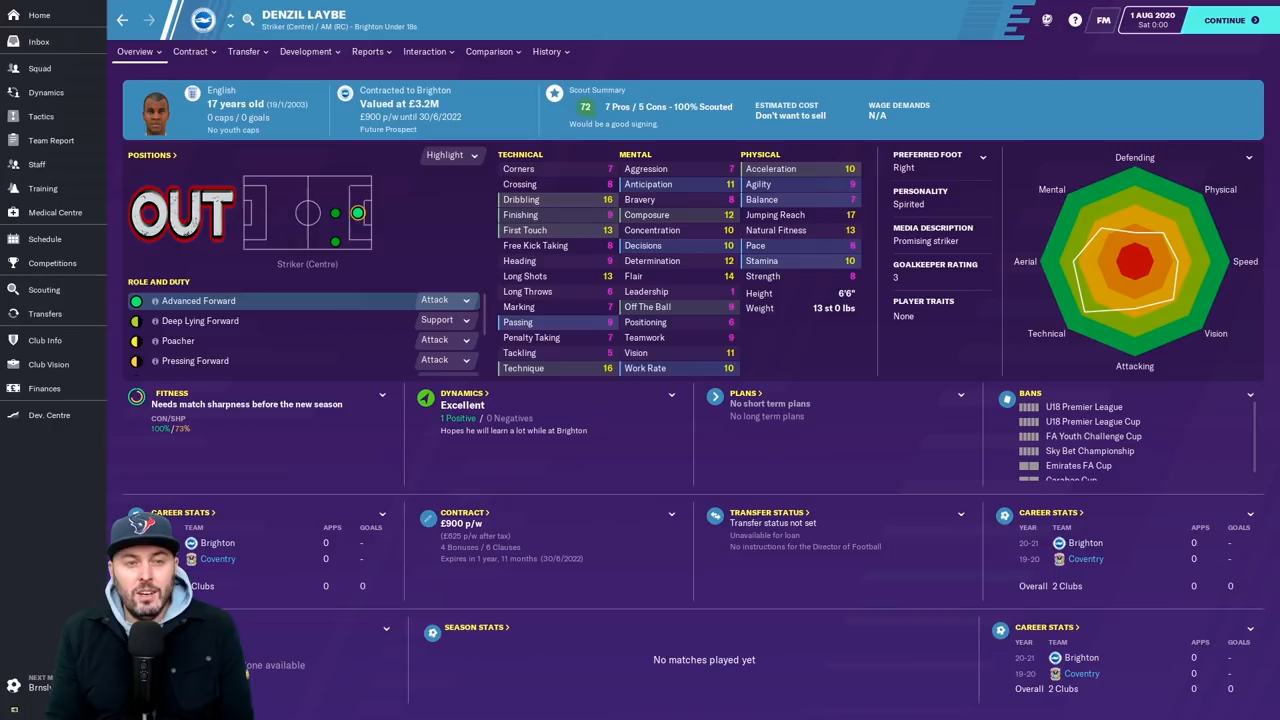 Home
DENZIL LAYBE
Striker (Centre) / AM (RC) - Brighton Under 18s
FM
1 AUG 2020
Sat 0:00
CONTINUE
Inbox
Squad
Dynamics
Tactics
Team Report
Staff
Training
Medical Centre
Schedule
Competitions
Scouting
Transfers
Club Info
Club Vision
Finances
Dev. Centre
NEXT M
Brnsly
Overview
Contract
Transfer
Development
Reports
Interaction
Comparison
History
English
17 years old (19/1/2003)
0 caps / 0 goals
No youth caps
Contracted to Brighton
Valued at £3.2M
£900 p/w until 30/6/2022
Future Prospect
Scout Summary
72 7 Pros / 5 Cons - 100% Scouted
Would be a good signing.
ESTIMATED COST
Don't want to sell
WAGE DEMANDS
N/A
POSITIONS >
Highlight
OUT
Striker (Centre)
ROLE AND DUTY
Advanced Forward Attack
Deep Lying Forward Support
Poacher Attack
Pressing Forward Attack
TECHNICAL
Corners 7
Crossing 8
Dribbling 16
Finishing 9
First Touch 13
Free Kick Taking 8
Heading 9
Long Shots 13
Long Throws 6
Marking 7
Passing 9
Penalty Taking 7
Tackling 5
Technique 16
MENTAL
Aggression 7
Anticipation 11
Bravery 8
Composure 12
Concentration 10
Decisions 10
Determination 12
Flair 14
Leadership 1
Off The Ball 9
Positioning 6
Teamwork 9
Vision 11
Work Rate 10
PHYSICAL
Acceleration 10
Agility 9
Balance 7
Jumping Reach 17
Natural Fitness 13
Pace 8
Stamina 10
Strength 8
Height 6'6"
Weight 13 st 0 lbs
PREFERRED FOOT
Right
PERSONALITY
Spirited
MEDIA DESCRIPTION
Promising striker
GOALKEEPER RATING
3
PLAYER TRAITS
None
Defending
Mental
Physical
Aerial
Speed
Technical
Vision
Attacking
FITNESS
Needs match sharpness before the new season
CON/SHP
100%/73%
DYNAMICS >
Excellent
1 Positive / 0 Negatives
Hopes he will learn a lot while at Brighton
PLANS >
No short term plans
No long term plans
BANS
U18 Premier League
U18 Premier League Cup
FA Youth Challenge Cup
Sky Bet Championship
Emirates FA Cup
Carabao Cup
CAREER STATS >
TEAM APPS GOALS
Brighton 0 -
Coventry 0 -
Clubs 0 0
CONTRACT >
£900 p/w
(£625 p/w after tax)
4 Bonuses / 6 Clauses
Expires in 1 year, 11 months (30/6/2022)
TRANSFER STATUS >
Transfer status not set
Unavailable for loan
No instructions for the Director of Football
CAREER STATS >
YEAR TEAM APPS GOALS
20-21 Brighton 0 -
19-20 Coventry 0 -
Overall 2 Clubs 0 0
one available
SEASON STATS >
No matches played yet
CAREER STATS >
YEAR TEAM APPS GOALS
20-21 Brighton 0 -
19-20 Coventry 0 -
Overall 2 Clubs 0 0